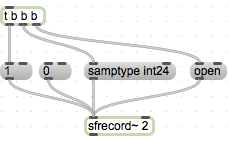 t b b b
1 0 samptype int24 open
sfrecord~ 2